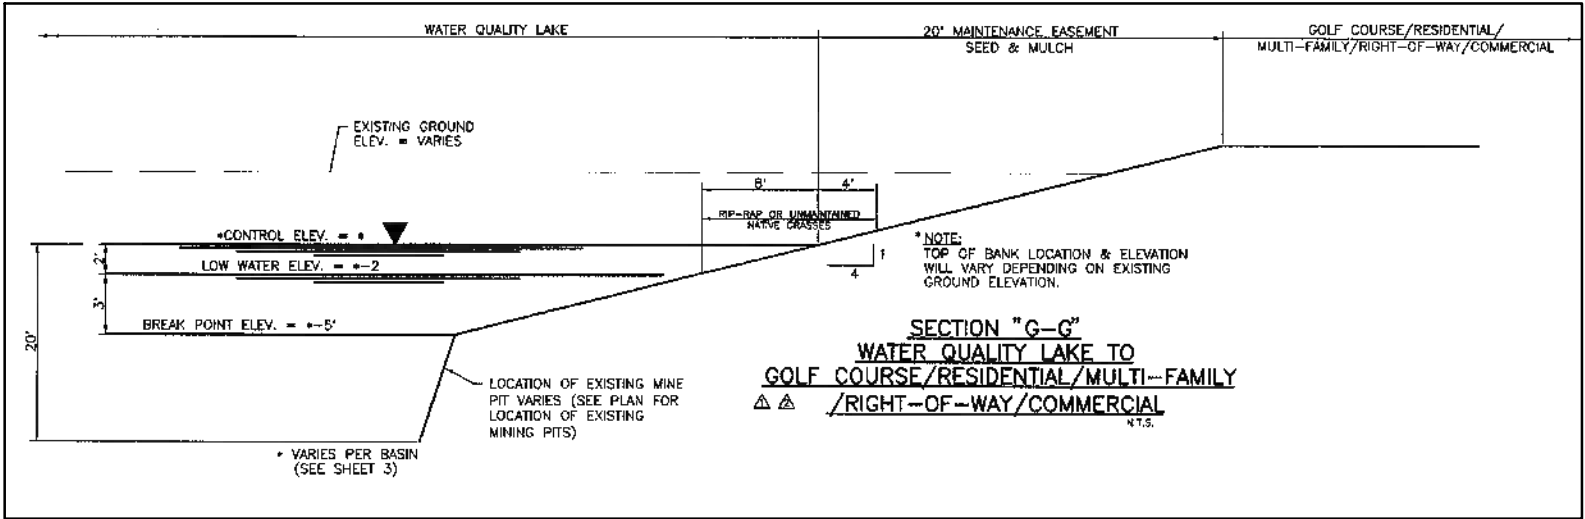 WATER QUALITY LAKE
20' MAINTENANCE EASEMENT
SEED & MULCH
GOLF COURSE/RESIDENTIAL/
MULTI-FAMILY/RIGHT-OF-WAY/COMMERCIAL
EXISTING GROUND
ELEV. = VARIES
8'
4'
RIP-RAP OR UNMAINTAINED
NATIVE GRASSES
*CONTROL ELEV. = *
2'
LOW WATER ELEV. = *-2
1
4
* NOTE:
TOP OF BANK LOCATION & ELEVATION
WILL VARY DEPENDING ON EXISTING
GROUND ELEVATION.
3'
BREAK POINT ELEV. = *-5'
20'
LOCATION OF EXISTING MINE
PIT VARIES (SEE PLAN FOR
LOCATION OF EXISTING
MINING PITS)
* VARIES PER BASIN
(SEE SHEET 3)
SECTION "G-G"
WATER QUALITY LAKE TO
GOLF COURSE/RESIDENTIAL/MULTI-FAMILY
1 2 /RIGHT-OF-WAY/COMMERCIAL
N.T.S.